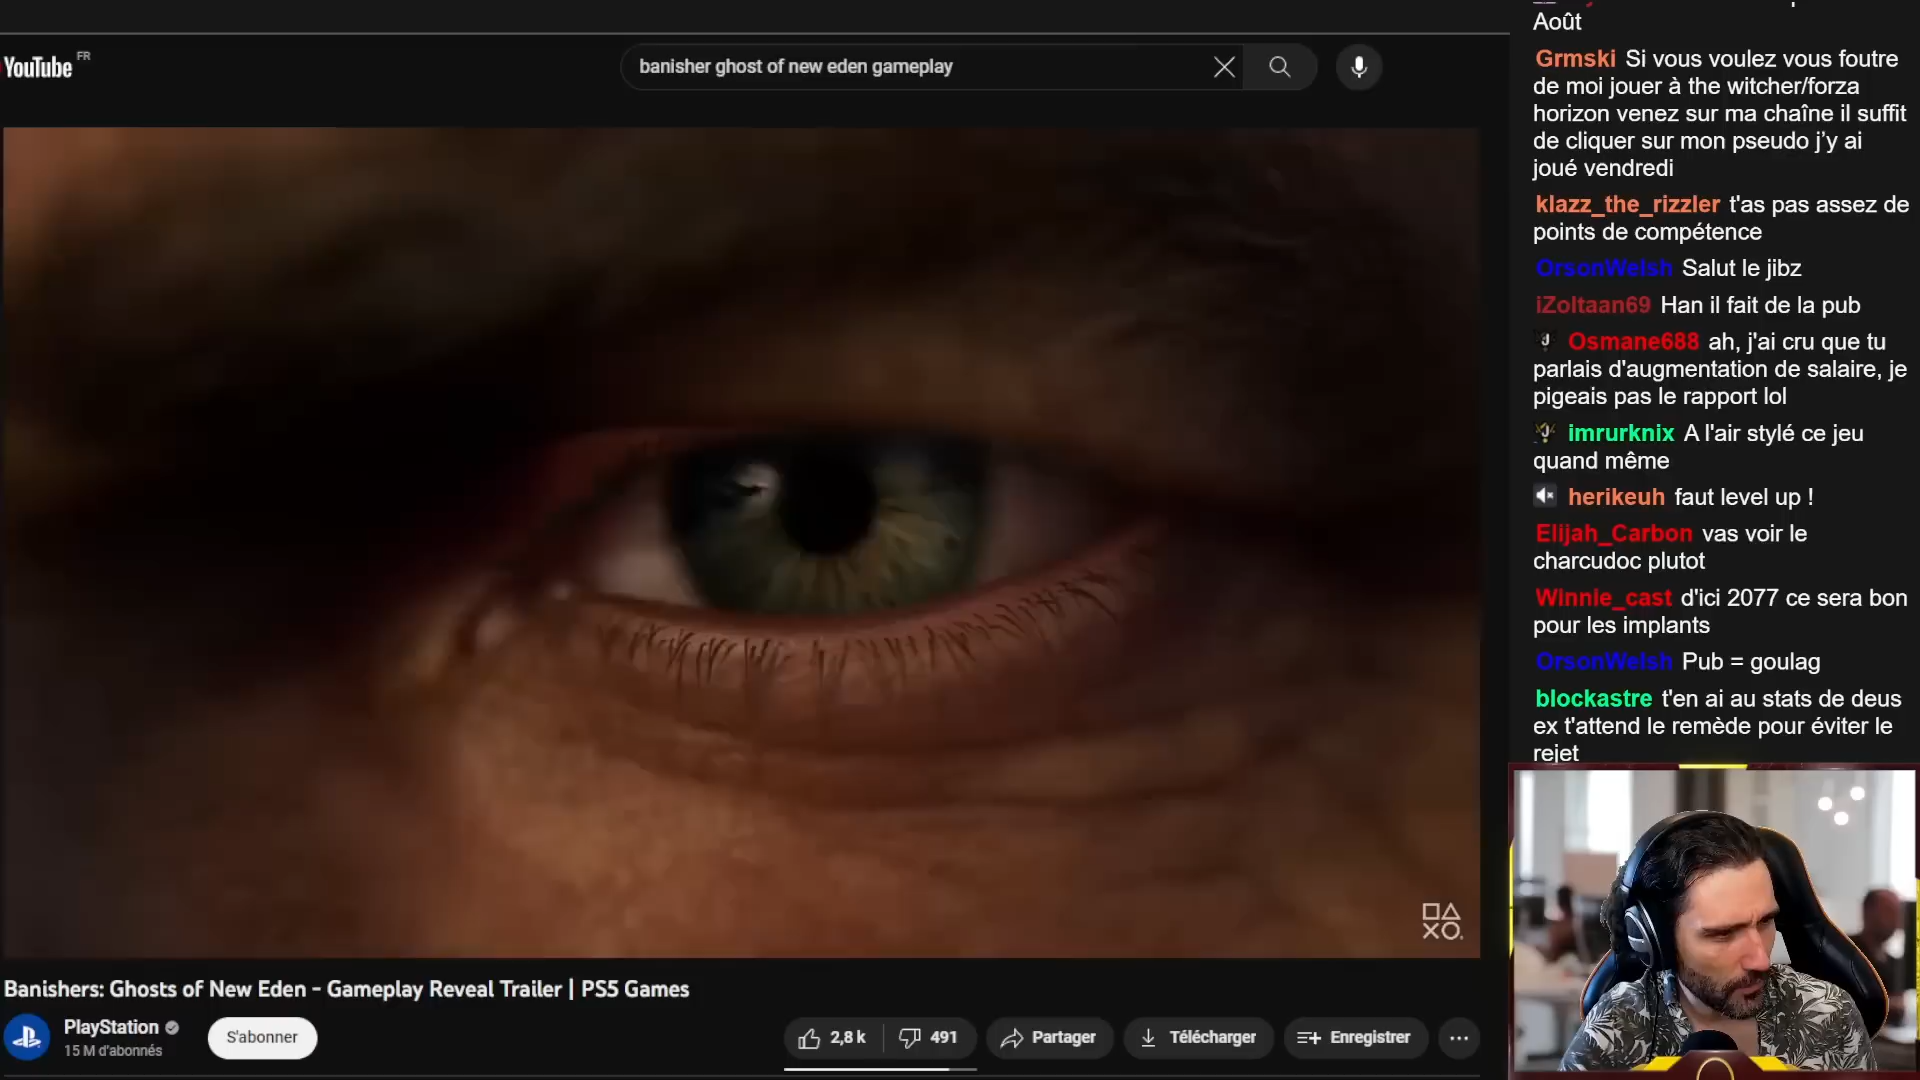 YouTube FR
banisher ghost of new eden gameplay
Banishers: Ghosts of New Eden - Gameplay Reveal Trailer | PS5 Games
PlayStation
15 M d'abonnés
S'abonner
2,8 k
491
Partager
Télécharger
Enregistrer
Août
Grmski Si vous voulez vous foutre
de moi jouer à the witcher/forza
horizon venez sur ma chaîne il suffit
de cliquer sur mon pseudo j'y ai
joué vendredi
klazz_the_rizzler t'as pas assez de
points de compétence
OrsonWelsh Salut le jibz
iZoltaan69 Han il fait de la pub
Osmane688 ah, j'ai cru que tu
parlais d'augmentation de salaire, je
pigeais pas le rapport lol
imrurknix A l'air stylé ce jeu
quand même
herikeuh faut level up !
Elijah_Carbon vas voir le
charcudoc plutot
Winnie_cast d'ici 2077 ce sera bon
pour les implants
OrsonWelsh Pub = goulag
blockastre t'en ai au stats de deus
ex t'attend le remède pour éviter le
rejet